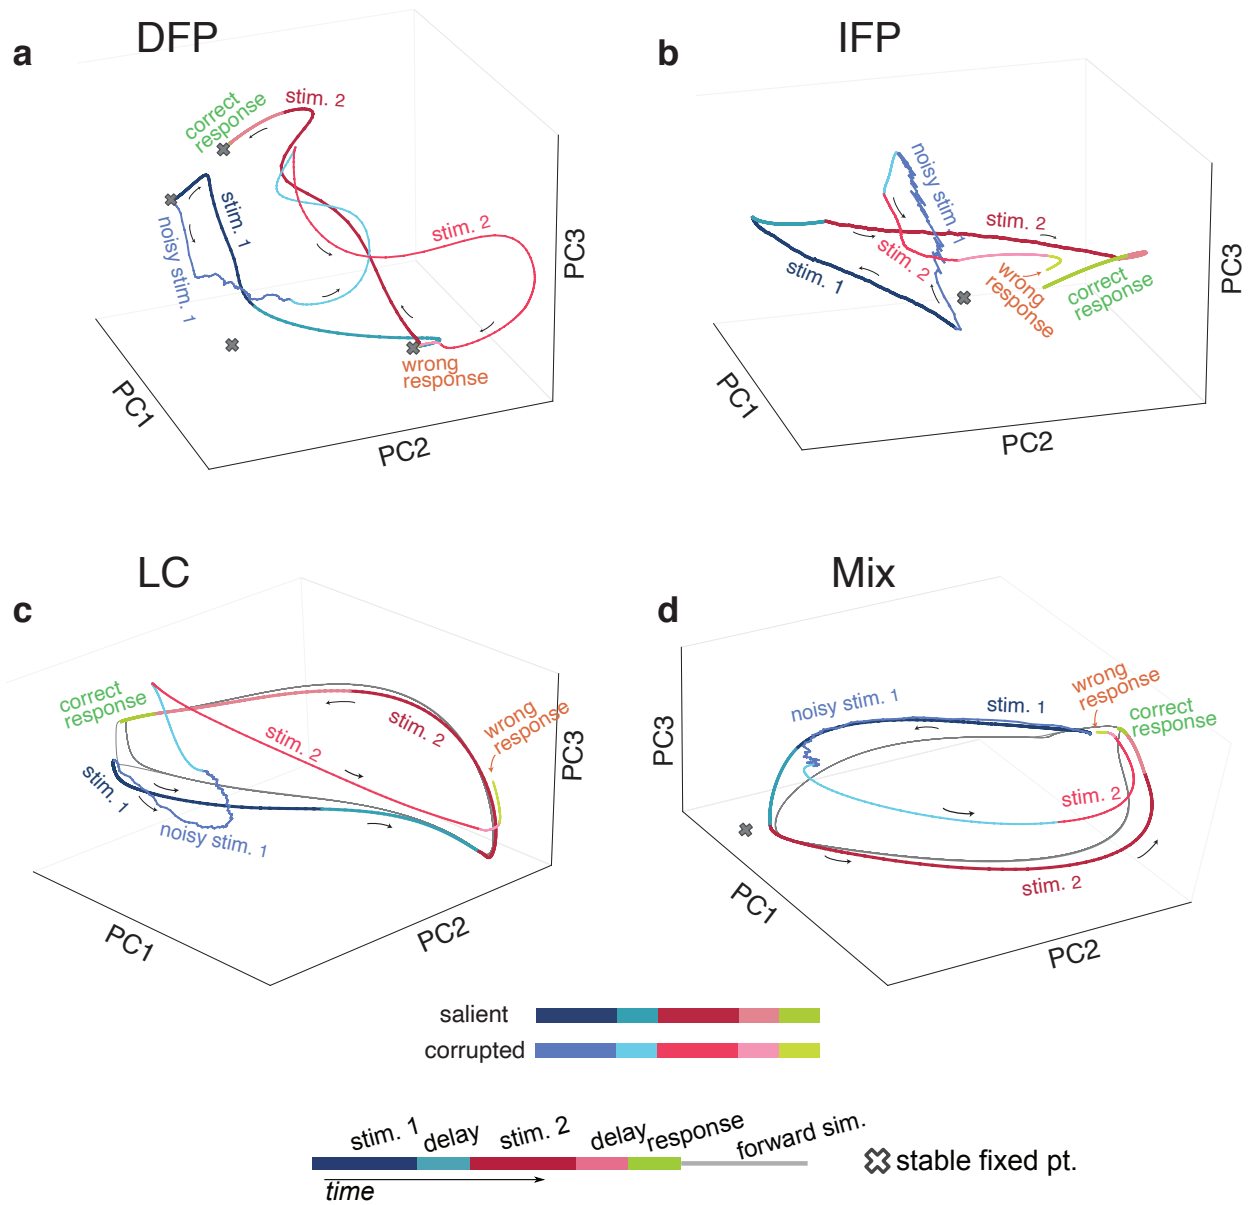 a
DFP
stim. 2
correct
response
stim. 1
noisy stim. 1
stim. 2
wrong
response
PC1
PC2
PC3
b
IFP
noisy stim. 1
stim. 2
stim. 2
stim. 1
wrong
response
correct
response
PC1
PC2
PC3
c
LC
correct
response
stim. 2
stim. 2
wrong
response
stim. 1
noisy stim. 1
PC1
PC2
PC3
d
Mix
noisy stim. 1
stim. 1
wrong
response
correct
response
stim. 2
stim. 2
PC3
PC1
PC2
salient
corrupted
stim. 1
delay
stim. 2
delay
response
forward sim.
time
stable fixed pt.